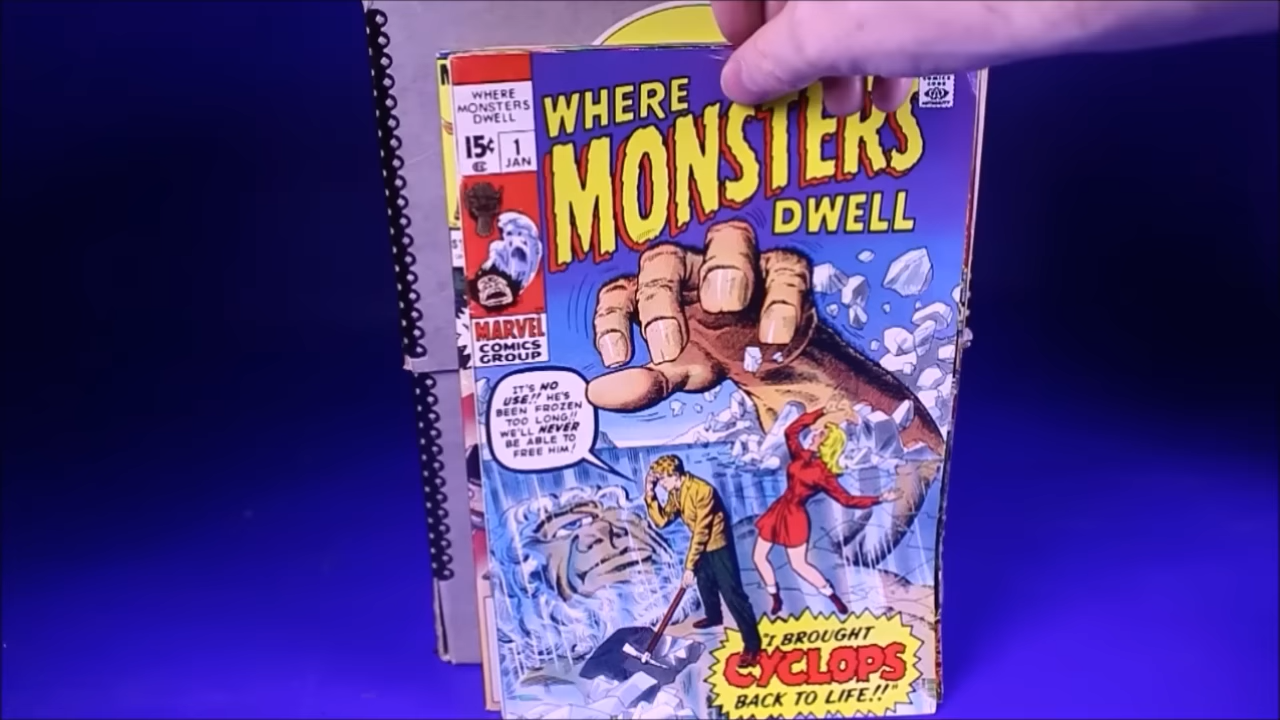 WHERE
MONSTERS
DWELL
15¢
1
JAN
WHERE
MONSTERS
DWELL
MARVEL
COMICS
GROUP
IT'S NO
USE!! HE'S
BEEN FROZEN
TOO LONG!!
WE'LL NEVER
BE ABLE TO
FREE HIM!
"I BROUGHT
CYCLOPS
BACK TO LIFE!!"